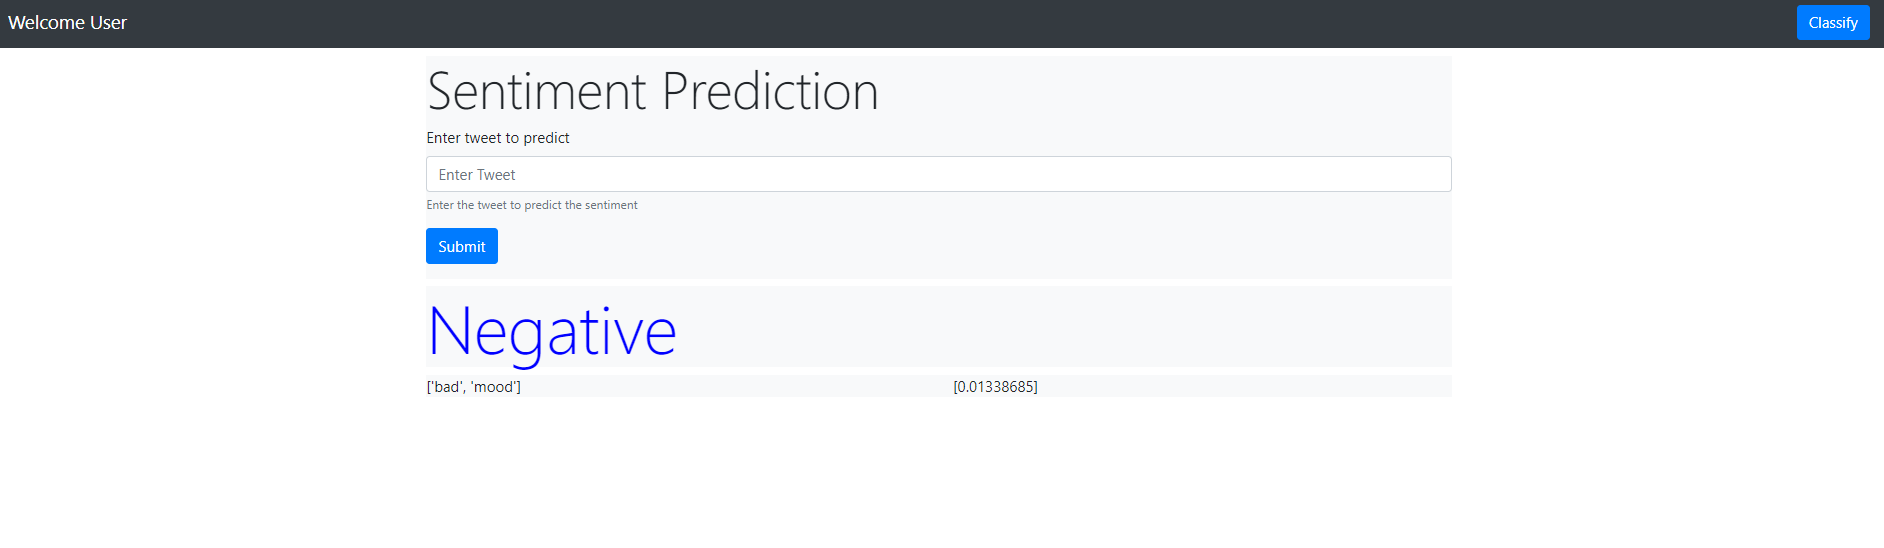 Welcome User
Classify
Sentiment Prediction
Enter tweet to predict
Enter Tweet
Enter the tweet to predict the sentiment
Submit
Negative
['bad', 'mood'] [0.01338685]